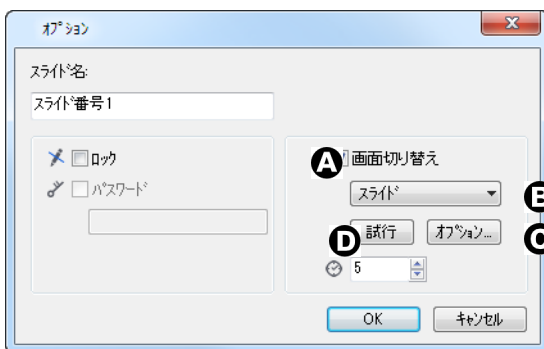 オプション
スライド名:
スライド番号1
ロック
パスワード
A 画面切り替え
スライド B
D 試行 オプション... C
5
OK キャンセル